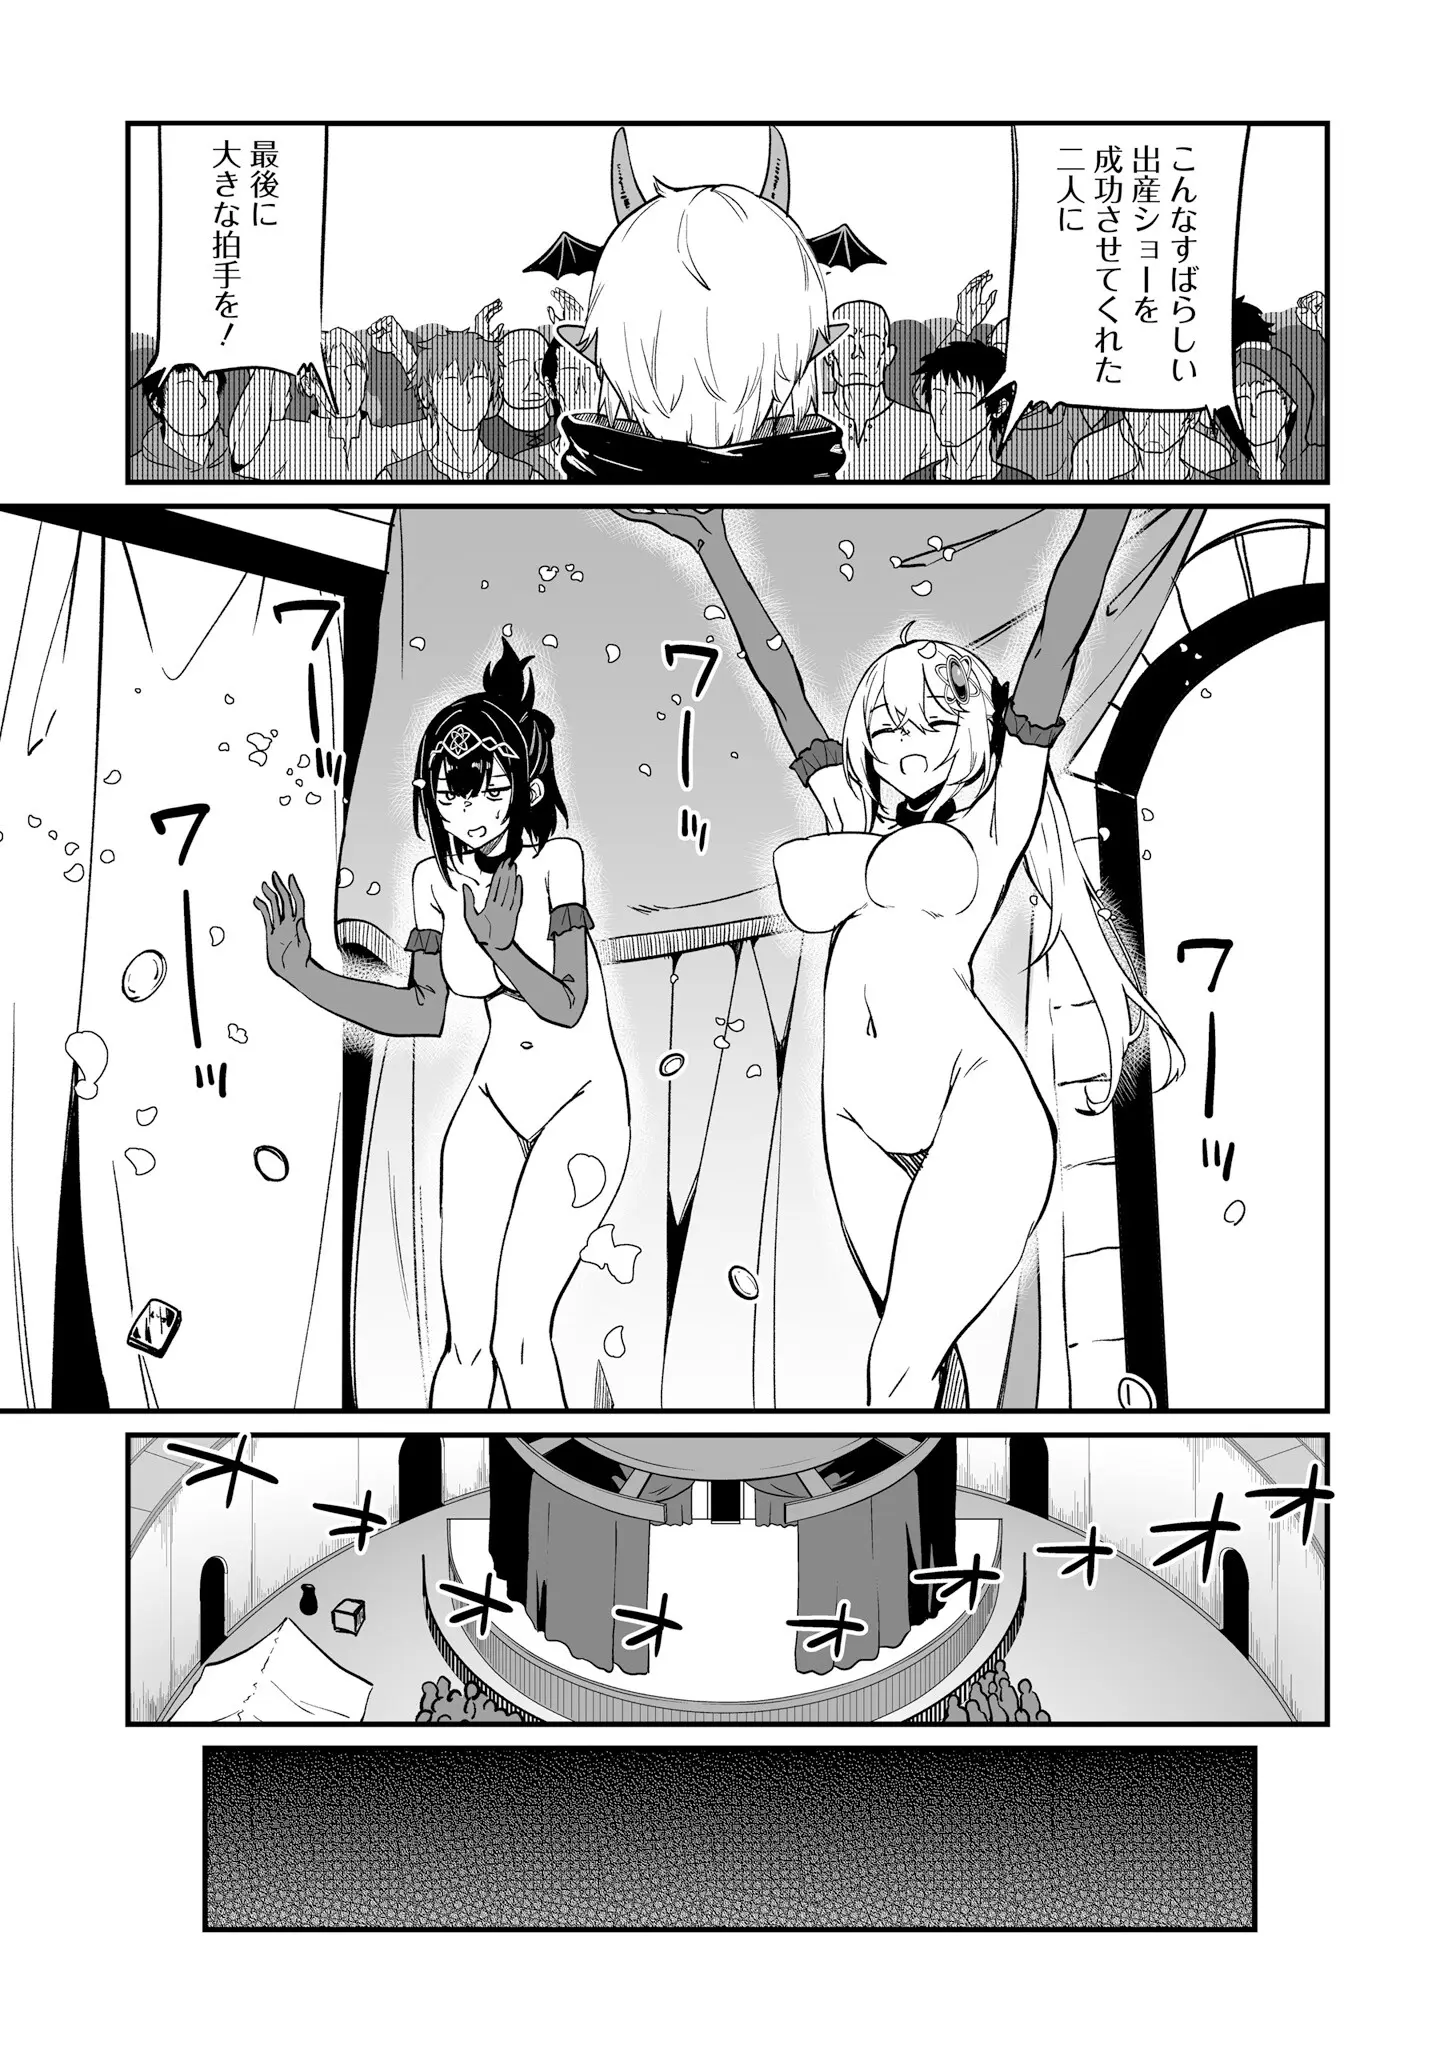 こんなすばらしい
出産ショーを
成功させてくれた
二人に
最後に
大きな拍手を！
ワーッ
ワーッ
ワーッ
ワーッ
オオオオオオオオ